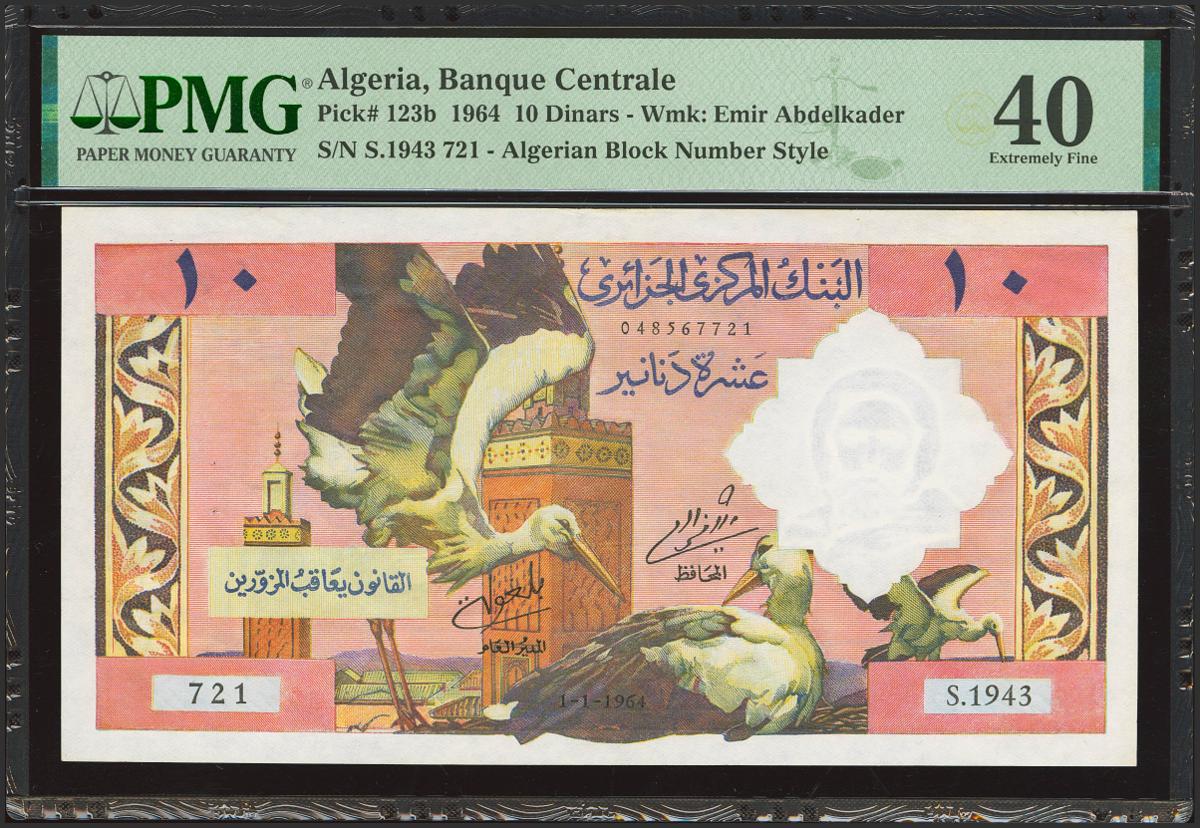 PMG®
PAPER MONEY GUARANTY
Algeria, Banque Centrale
Pick# 123b 1964 10 Dinars - Wmk: Emir Abdelkader
S/N S.1943 721 - Algerian Block Number Style
40
Extremely Fine
١٠
البنك المركزي الجزائري
١٠
048567721
عشرة دنانير
المحافظ
القانون يعاقب المزورين
المدير العام
721
1-1-1964
S.1943